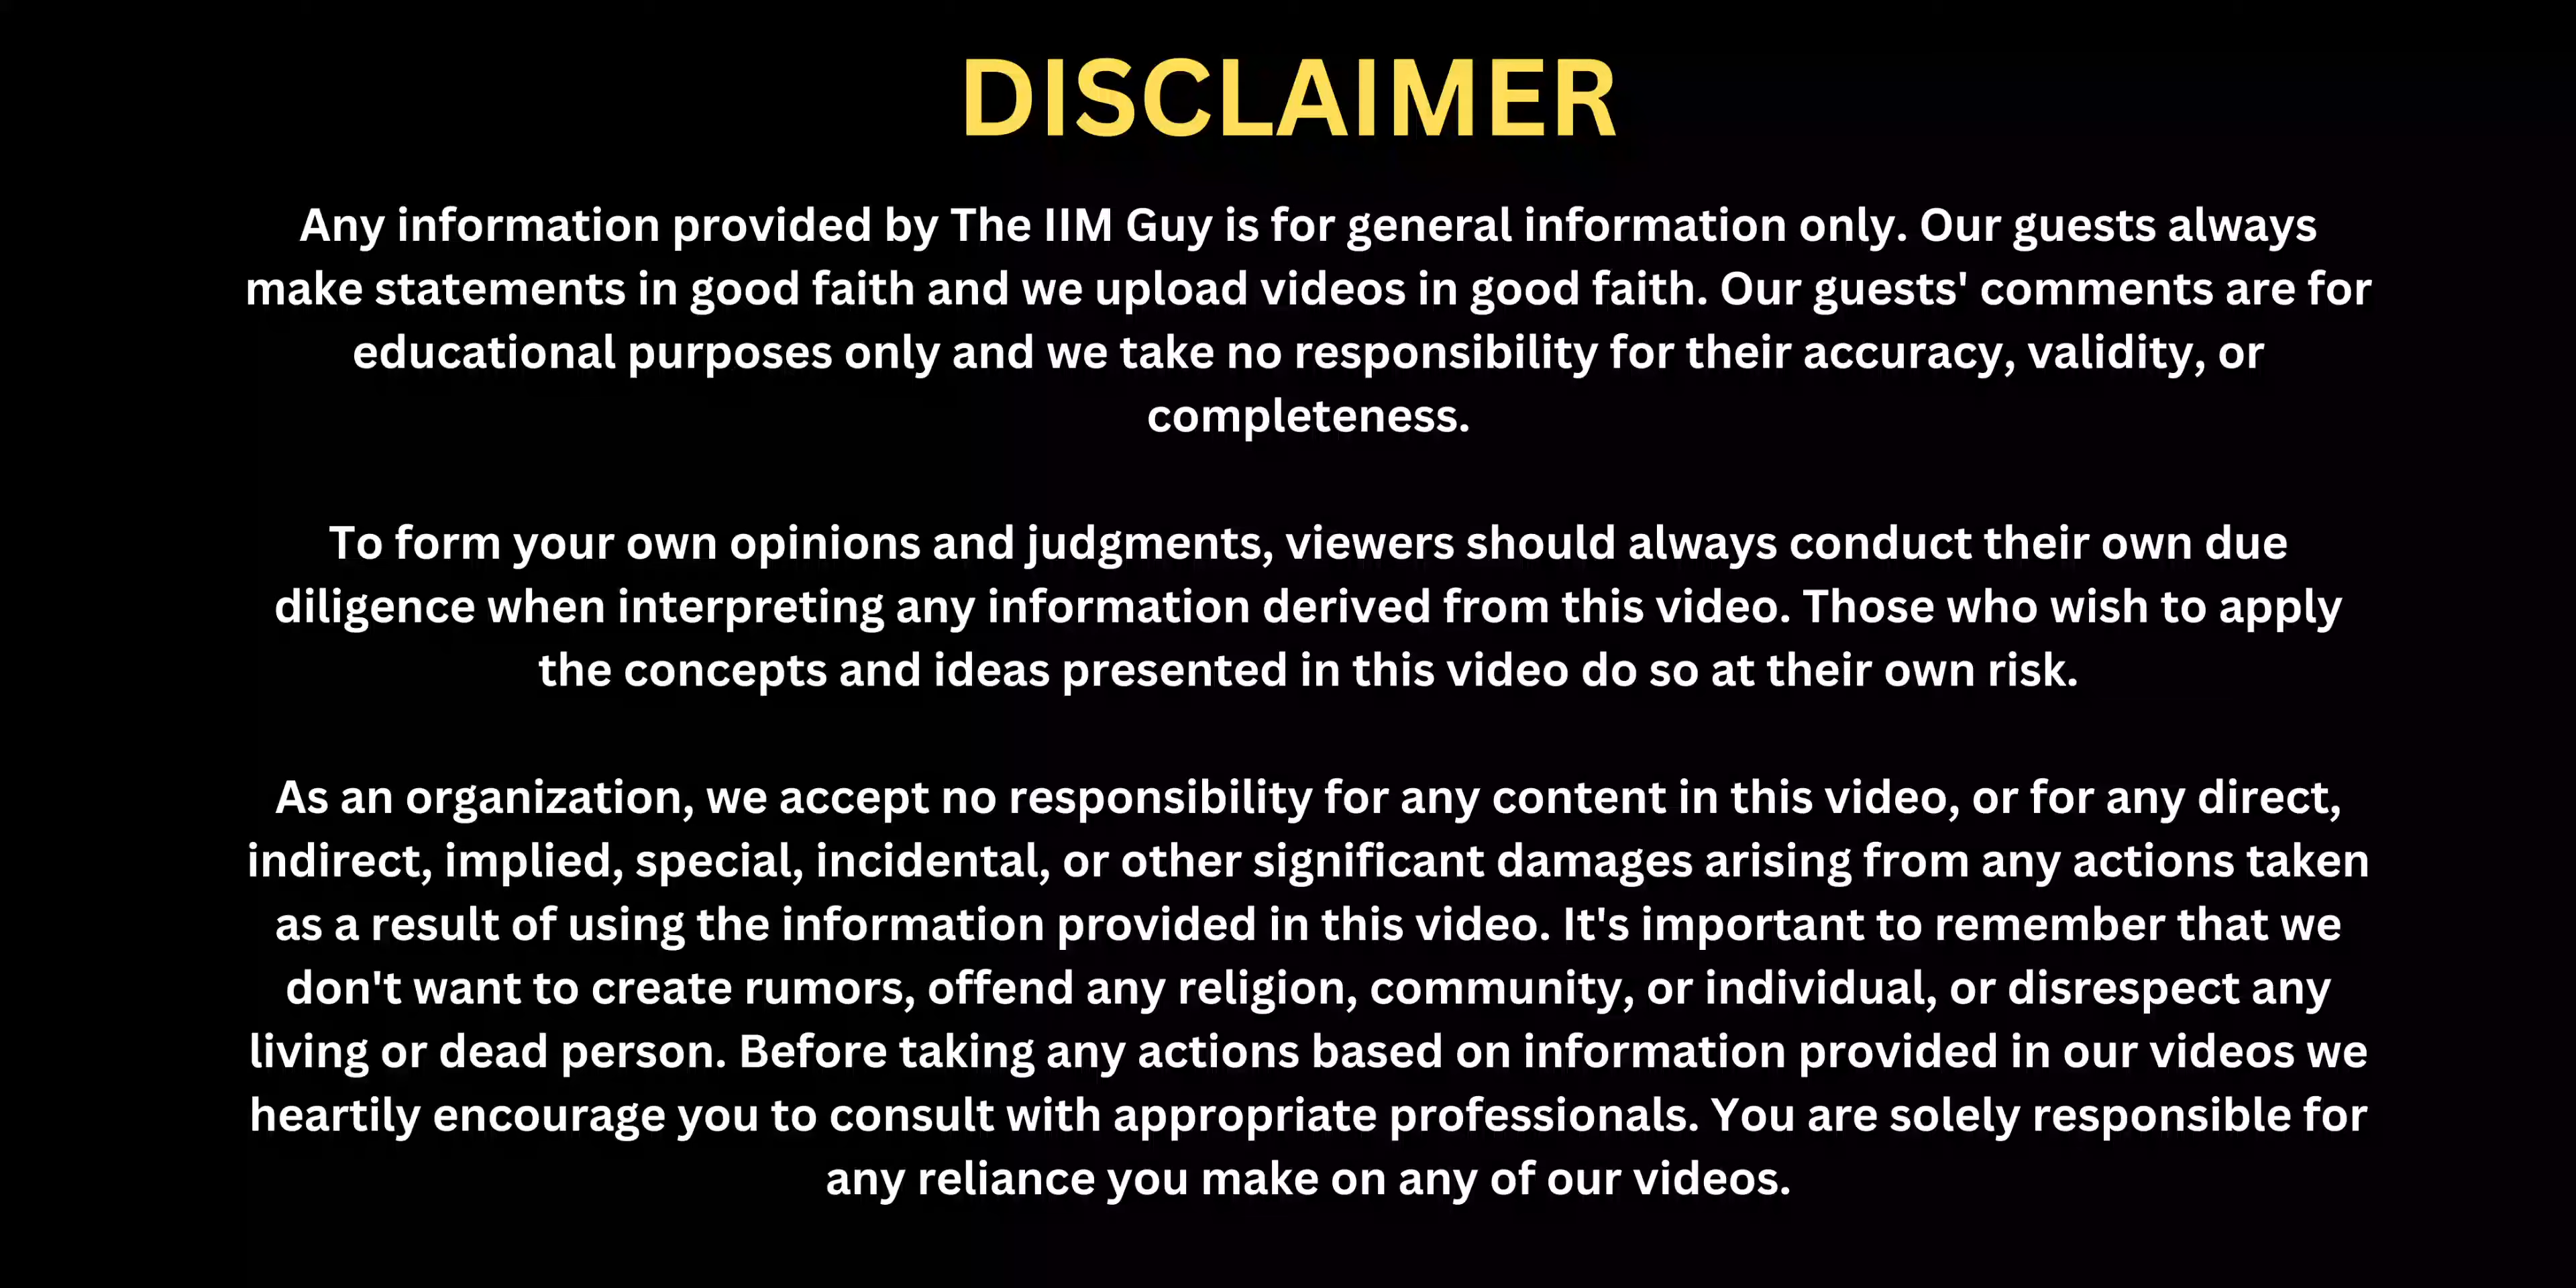 DISCLAIMER
Any information provided by The IIM Guy is for general information only. Our guests always
make statements in good faith and we upload videos in good faith. Our guests' comments are for
educational purposes only and we take no responsibility for their accuracy, validity, or
completeness.
To form your own opinions and judgments, viewers should always conduct their own due
diligence when interpreting any information derived from this video. Those who wish to apply
the concepts and ideas presented in this video do so at their own risk.
As an organization, we accept no responsibility for any content in this video, or for any direct,
indirect, implied, special, incidental, or other significant damages arising from any actions taken
as a result of using the information provided in this video. It's important to remember that we
don't want to create rumors, offend any religion, community, or individual, or disrespect any
living or dead person. Before taking any actions based on information provided in our videos we
heartily encourage you to consult with appropriate professionals. You are solely responsible for
any reliance you make on any of our videos.